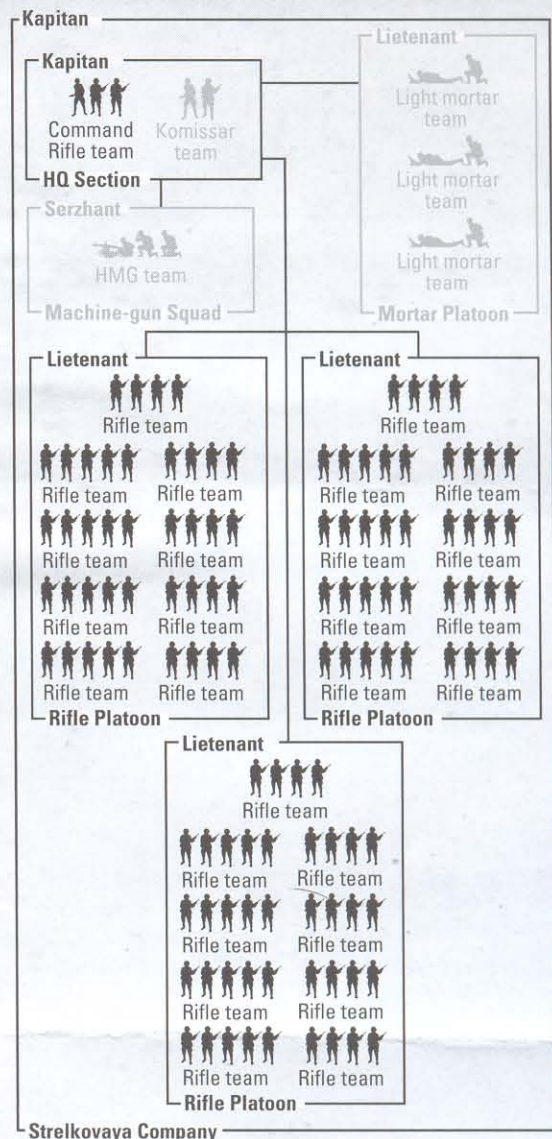 Kapitan
Kapitan
Command
Rifle team
Komissar
team
HQ Section
Lietenant
Light mortar
team
Light mortar
team
Light mortar
team
Mortar Platoon
Serzhant
HMG team
Machine-gun Squad
Lietenant
Rifle team
Rifle team Rifle team
Rifle team Rifle team
Rifle team Rifle team
Rifle team Rifle team
Rifle Platoon
Lietenant
Rifle team
Rifle team Rifle team
Rifle team Rifle team
Rifle team Rifle team
Rifle team Rifle team
Rifle Platoon
Lietenant
Rifle team
Rifle team Rifle team
Rifle team Rifle team
Rifle team Rifle team
Rifle team Rifle team
Rifle Platoon
Strelkovaya Company